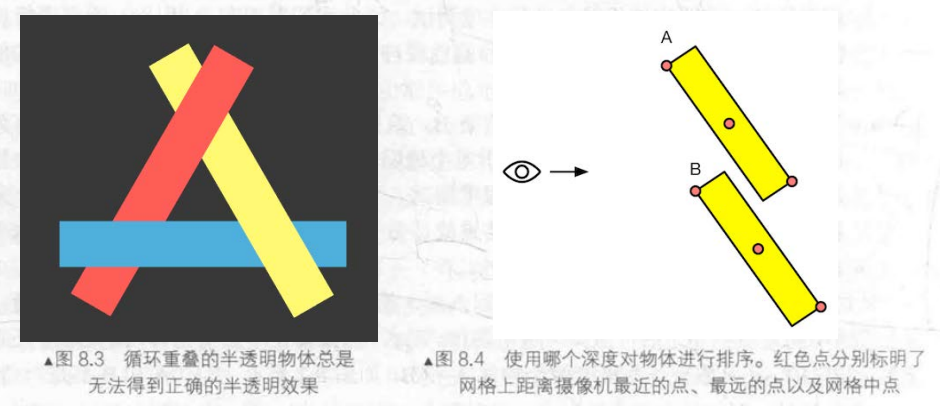 A
B
▲图 8.3 循环重叠的半透明物体总是
无法得到正确的半透明效果
▲图 8.4 使用哪个深度对物体进行排序。红色点分别标明了
网格上距离摄像机最近的点、最远的点以及网格中点